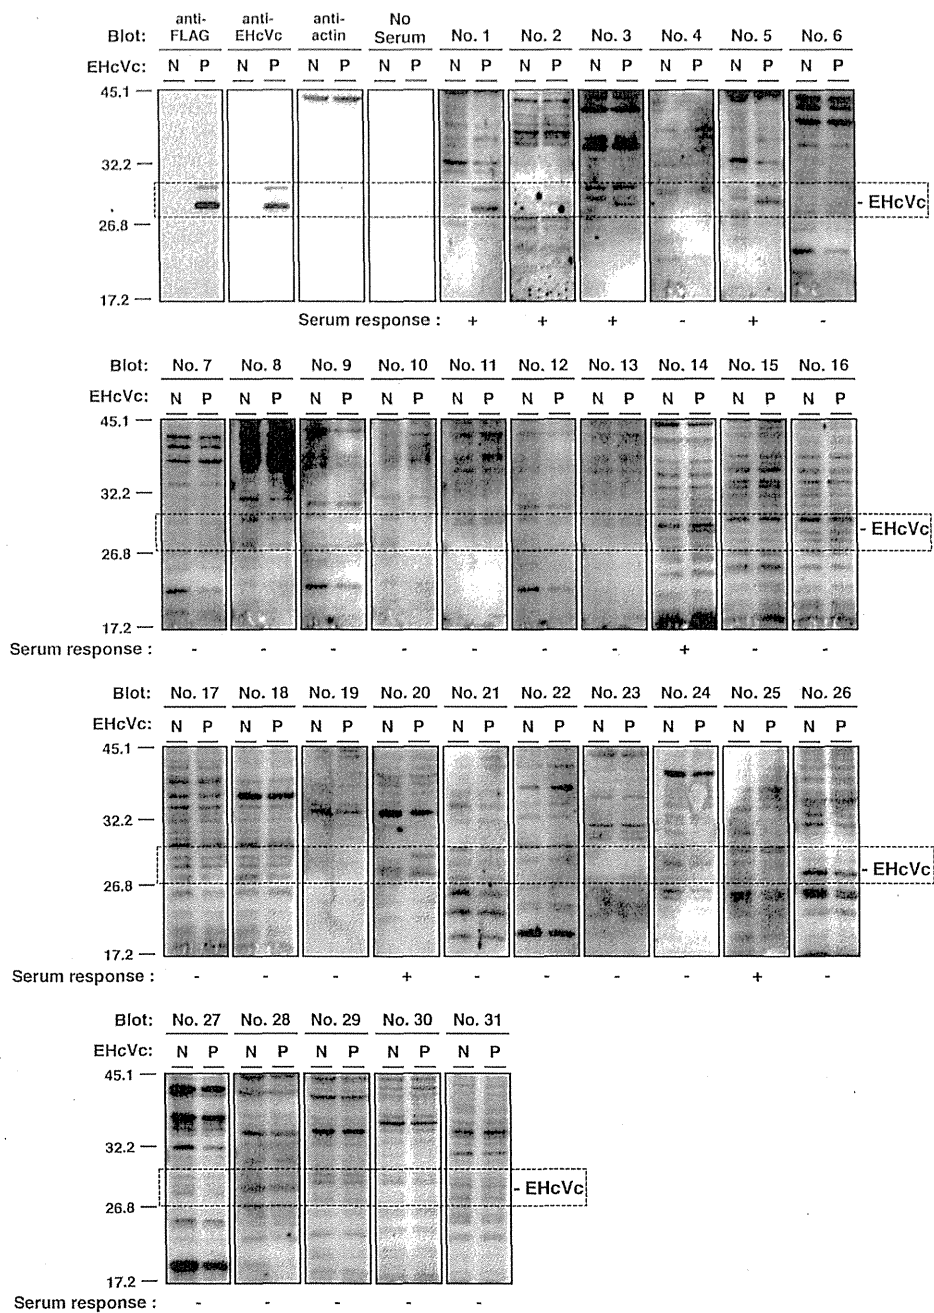 Blot: anti-FLAG anti-EHcVc anti-actin No Serum No. 1 No. 2 No. 3 No. 4 No. 5 No. 6
EHcVc: N P N P N P N P N P N P N P N P N P N P
45.1
32.2
- EHcVc
26.8
17.2
Serum response : + + + - + -
Blot: No. 7 No. 8 No. 9 No. 10 No. 11 No. 12 No. 13 No. 14 No. 15 No. 16
EHcVc: N P N P N P N P N P N P N P N P N P N P
45.1
32.2
- EHcVc
26.8
17.2
Serum response : - - - - - - - + - -
Blot: No. 17 No. 18 No. 19 No. 20 No. 21 No. 22 No. 23 No. 24 No. 25 No. 26
EHcVc: N P N P N P N P N P N P N P N P N P N P
45.1
32.2
- EHcVc
26.8
17.2
Serum response : - - - + - - - - + -
Blot: No. 27 No. 28 No. 29 No. 30 No. 31
EHcVc: N P N P N P N P N P
45.1
32.2
- EHcVc
26.8
17.2
Serum response : - - - - -